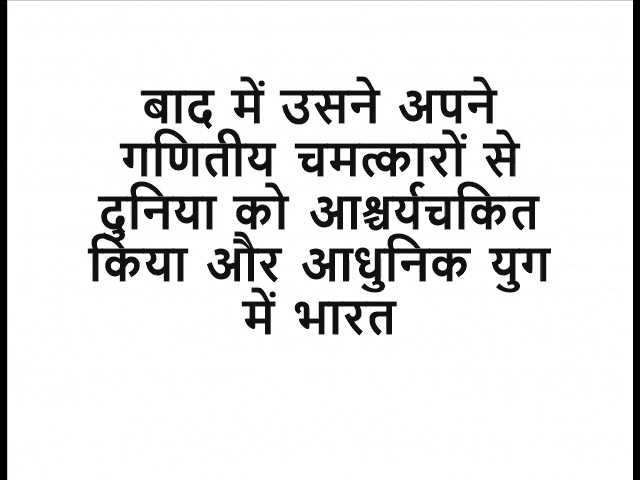 बाद में उसने अपने
गणितीय चमत्कारों से
दुनिया को आश्चर्यचकित
किया और आधुनिक युग
में भारत